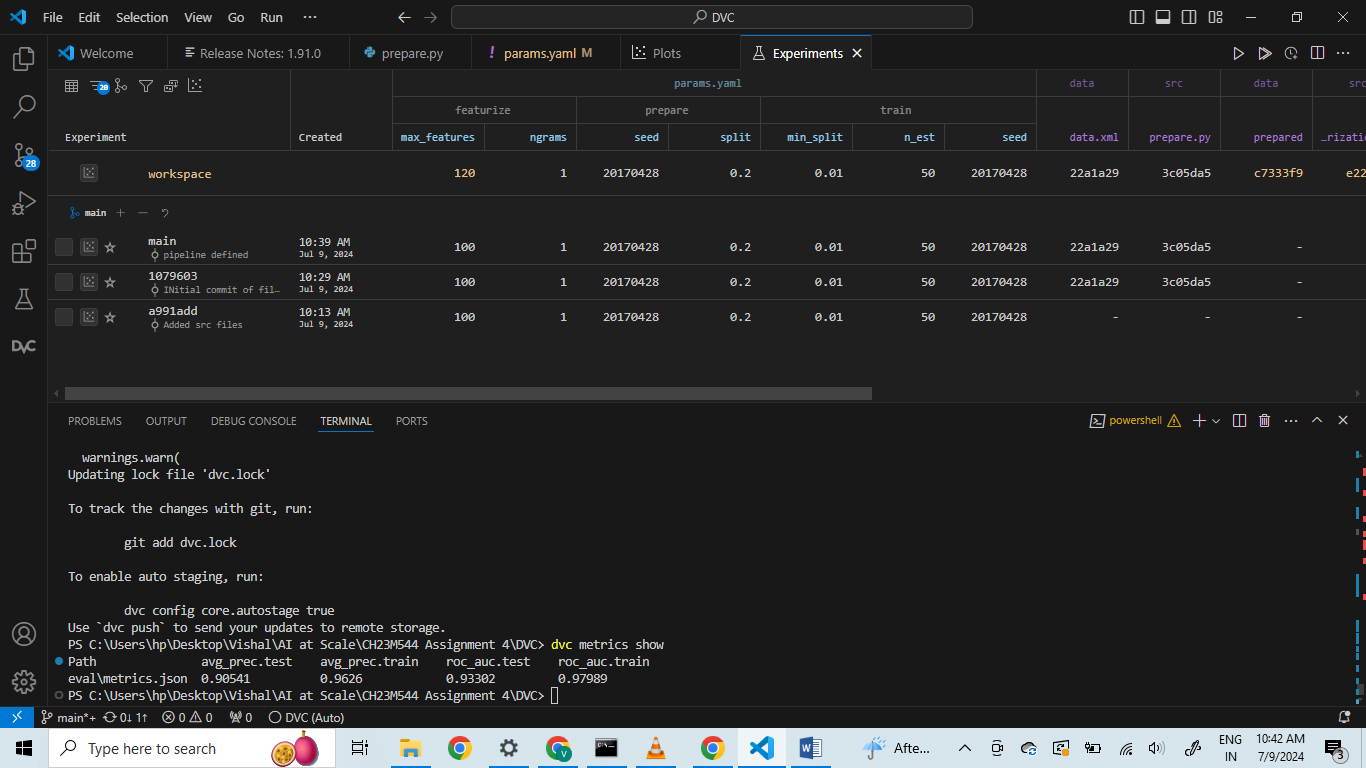 File Edit Selection View Go Run ··· DVC
Welcome Release Notes: 1.91.0 prepare.py ! params.yaml M Plots Experiments
params.yaml data src data src
28 featurize prepare train
Experiment Created max_features ngrams seed split min_split n_est seed data.xml prepare.py prepared …rizatio
28
workspace 120 1 20170428 0.2 0.01 50 20170428 22a1a29 3c05da5 c7333f9 e22
main
main 10:39 AM 100 1 20170428 0.2 0.01 50 20170428 22a1a29 3c05da5 -
pipeline defined Jul 9, 2024
1079603 10:29 AM 100 1 20170428 0.2 0.01 50 20170428 22a1a29 3c05da5 -
INitial commit of fil… Jul 9, 2024
a991add 10:13 AM 100 1 20170428 0.2 0.01 50 20170428 - - -
Added src files Jul 9, 2024
DVC
PROBLEMS OUTPUT DEBUG CONSOLE TERMINAL PORTS powershell
warnings.warn(
Updating lock file 'dvc.lock'
To track the changes with git, run:
git add dvc.lock
To enable auto staging, run:
dvc config core.autostage true
Use `dvc push` to send your updates to remote storage.
PS C:\Users\hp\Desktop\Vishal\AI at Scale\CH23M544 Assignment 4\DVC> dvc metrics show
Path avg_prec.test avg_prec.train roc_auc.test roc_auc.train
eval\metrics.json 0.90541 0.9626 0.93302 0.97989
PS C:\Users\hp\Desktop\Vishal\AI at Scale\CH23M544 Assignment 4\DVC>
main*+ 0↓ 1↑ 0 0 0 DVC (Auto)
Type here to search V W Afte... ENG IN 10:42 AM 7/9/2024 3